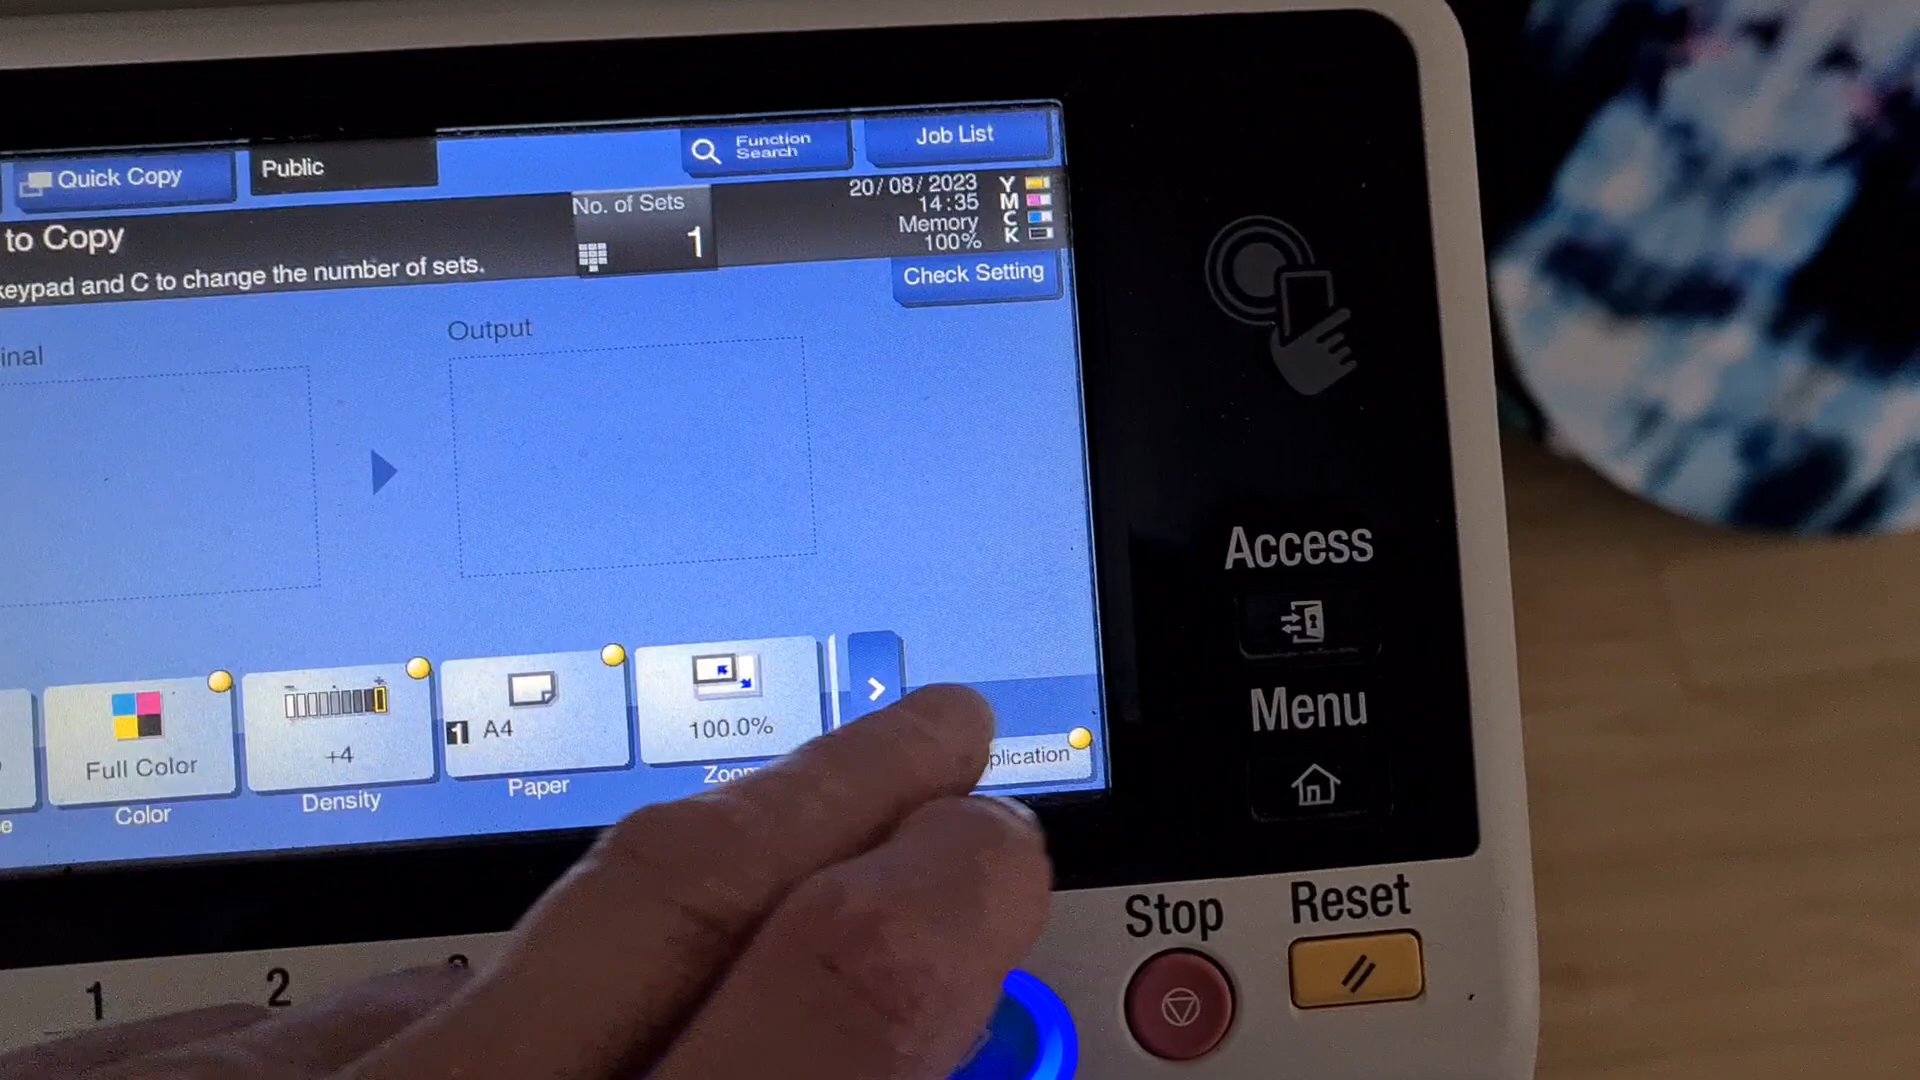 Quick Copy
Public
Function
Search
Job List
to Copy
No. of Sets
1
20/08/2023
14:35
Memory
100%
Y
M
C
K
keypad and C to change the number of sets.
Check Setting
inal
Output
Full Color
Color
+4
Density
1 A4
Paper
100.0%
Zoom
plication
e
Access
Menu
Stop
Reset
1
2
3